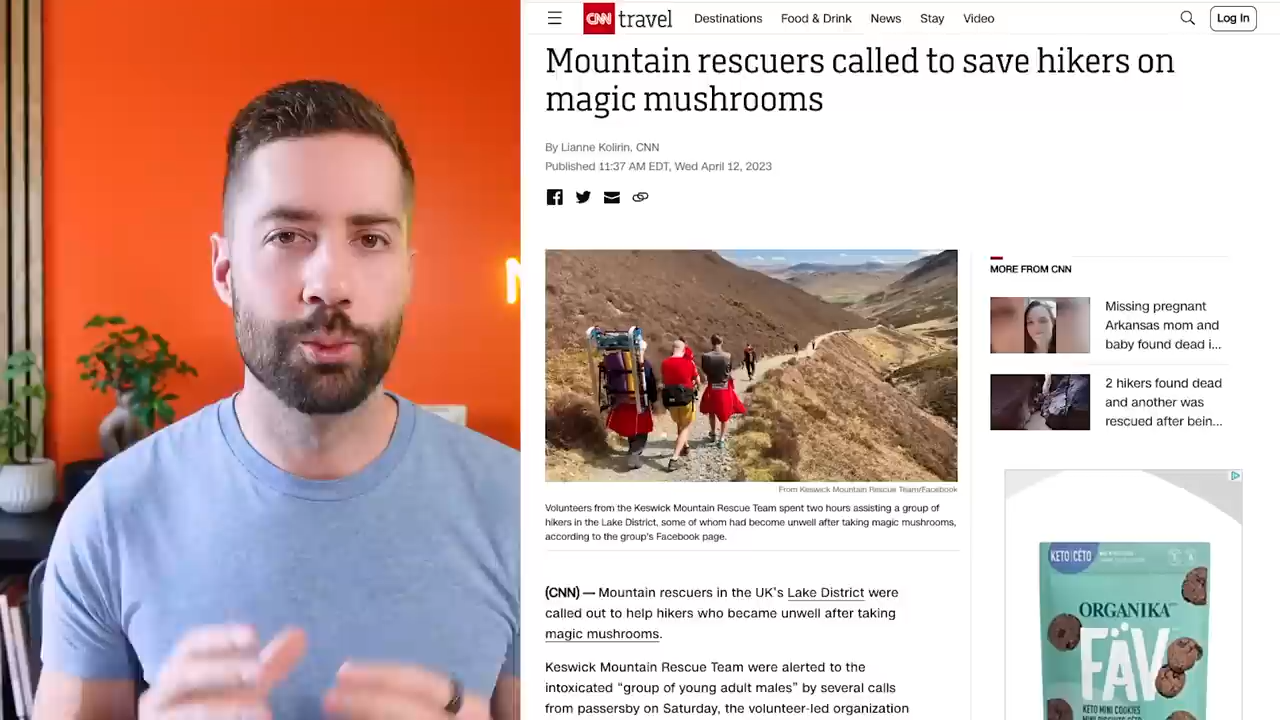 CNN travel Destinations Food & Drink News Stay Video Log In
Mountain rescuers called to save hikers on
magic mushrooms
By Lianne Kolirin, CNN
Published 11:37 AM EDT, Wed April 12, 2023
MORE FROM CNN
Missing pregnant
Arkansas mom and
baby found dead i...
2 hikers found dead
and another was
rescued after bein...
From Keswick Mountain Rescue Team/Facebook
Volunteers from the Keswick Mountain Rescue Team spent two hours assisting a group of
hikers in the Lake District, some of whom had become unwell after taking magic mushrooms,
according to the group's Facebook page.
(CNN) — Mountain rescuers in the UK's Lake District were
called out to help hikers who became unwell after taking
magic mushrooms.
Keswick Mountain Rescue Team were alerted to the
intoxicated “group of young adult males” by several calls
from passersby on Saturday, the volunteer-led organization
KETO CÉTO
ORGANIKA
FÄV
KETO MINI COOKIES